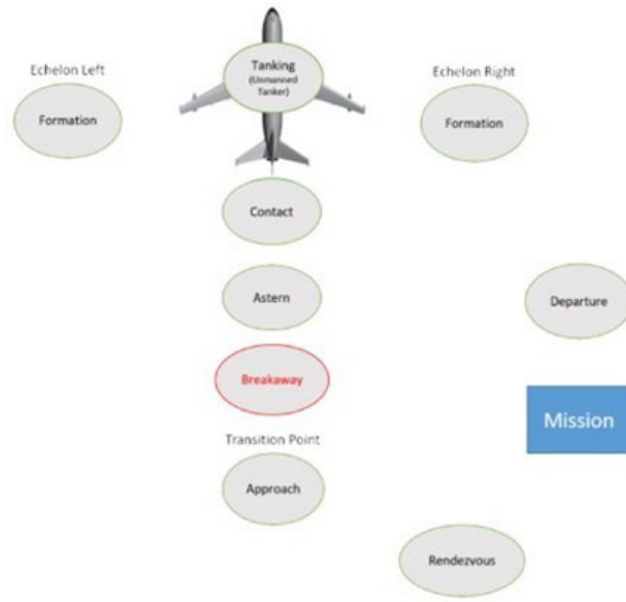 Echelon Left
Formation
Tanking
(Unmanned
Tanker)
Echelon Right
Formation
Contact
Astern
Departure
Breakaway
Mission
Transition Point
Approach
Rendezvous